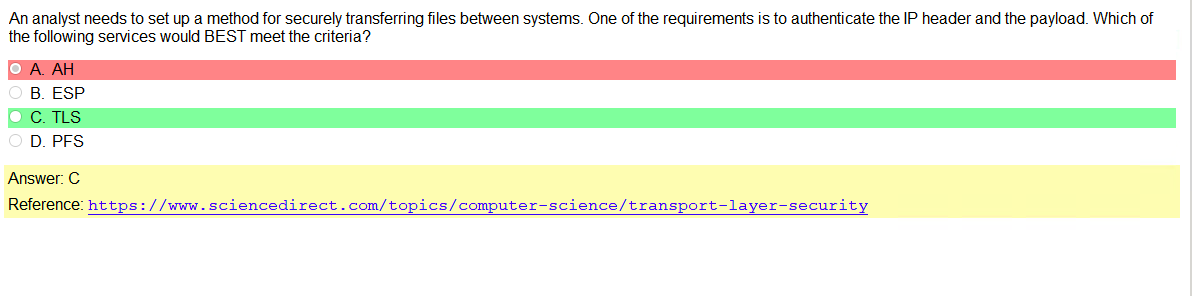 An analyst needs to set up a method for securely transferring files between systems. One of the requirements is to authenticate the IP header and the payload. Which of
the following services would BEST meet the criteria?
A. AH
B. ESP
C. TLS
D. PFS
Answer: C
Reference: https://www.sciencedirect.com/topics/computer-science/transport-layer-security